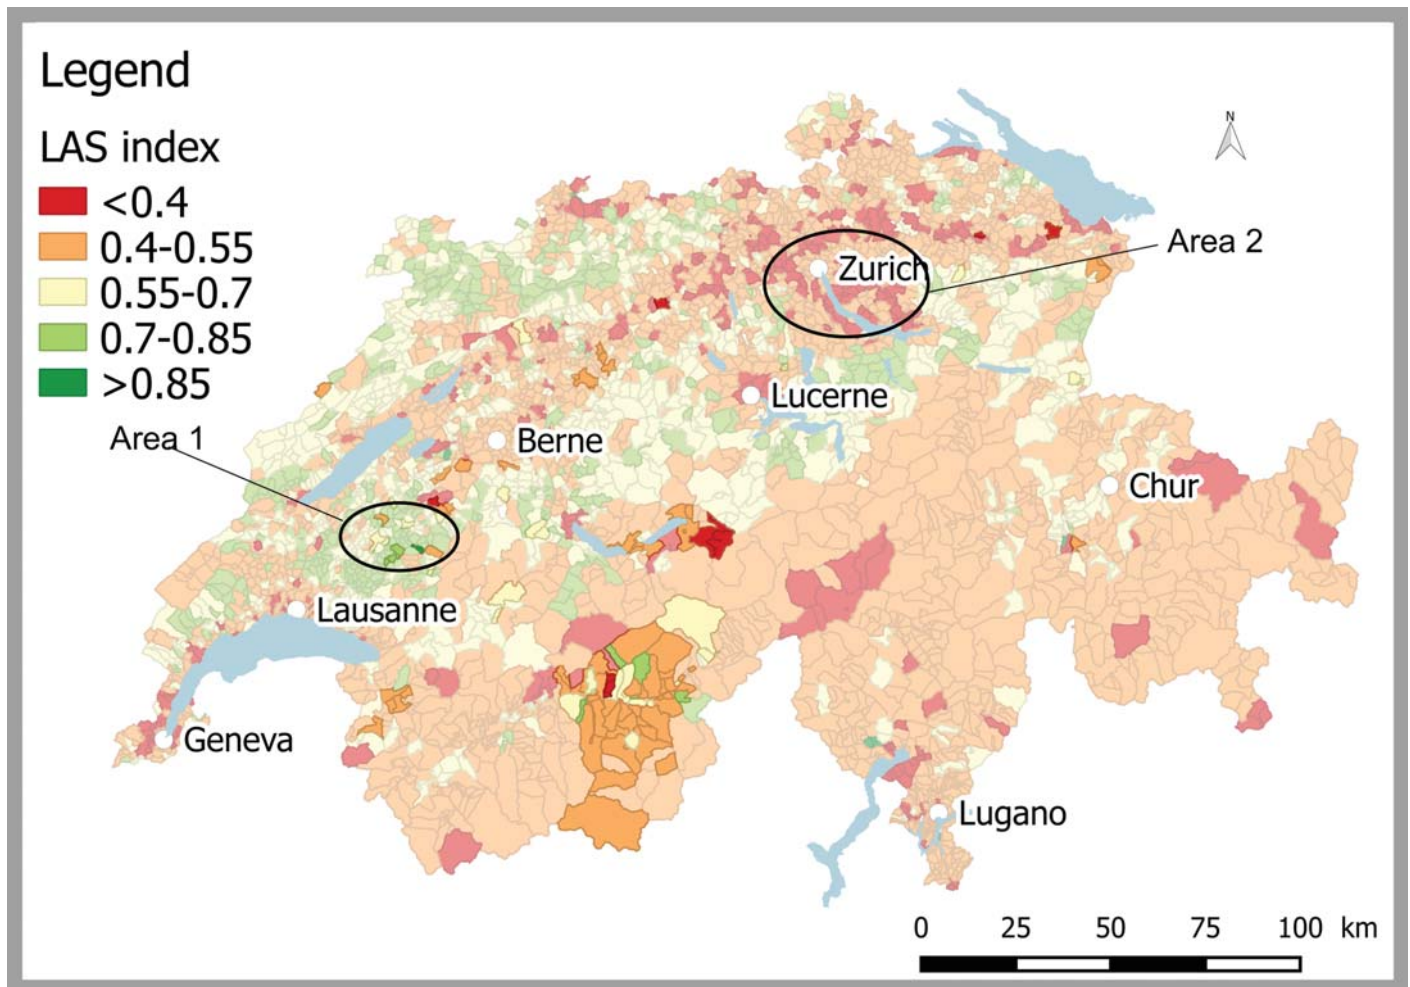 Legend
LAS index
<0.4
0.4-0.55
0.55-0.7
0.7-0.85
>0.85
N
Area 2
Zurich
Lucerne
Area 1
Berne
Chur
Lausanne
Geneva
Lugano
0 25 50 75 100 km